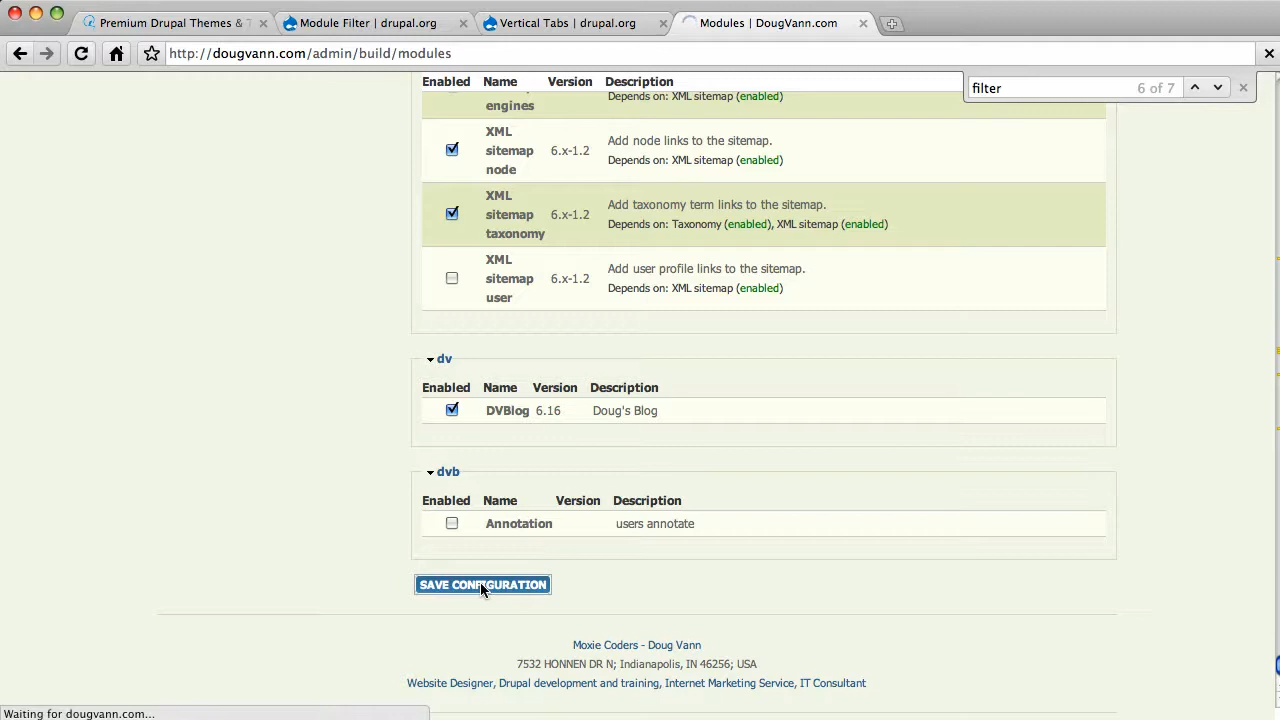 Premium Drupal Themes & T
Module Filter | drupal.org
Vertical Tabs | drupal.org
Modules | DougVann.com
http://dougvann.com/admin/build/modules
filter 6 of 7
Enabled Name Version Description
engines Depends on: XML sitemap (enabled)
XML sitemap node 6.x-1.2 Add node links to the sitemap.
Depends on: XML sitemap (enabled)
XML sitemap taxonomy 6.x-1.2 Add taxonomy term links to the sitemap.
Depends on: Taxonomy (enabled), XML sitemap (enabled)
XML sitemap user 6.x-1.2 Add user profile links to the sitemap.
Depends on: XML sitemap (enabled)
dv
Enabled Name Version Description
DVBlog 6.16 Doug's Blog
dvb
Enabled Name Version Description
Annotation users annotate
SAVE CONFIGURATION
Moxie Coders - Doug Vann
7532 HONNEN DR N; Indianapolis, IN 46256; USA
Website Designer, Drupal development and training, Internet Marketing Service, IT Consultant
Waiting for dougvann.com...